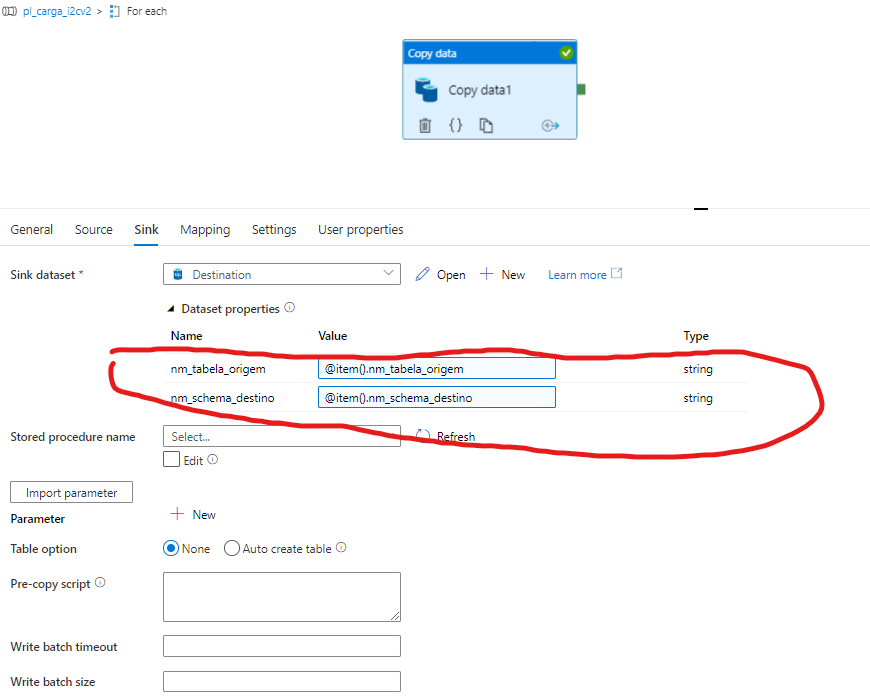 pl_carga_i2cv2 > For each
Copy data
Copy data1
{}
General Source Sink Mapping Settings User properties
Sink dataset * Destination Open New Learn more
Dataset properties
Name Value Type
nm_tabela_origem @item().nm_tabela_origem string
nm_schema_destino @item().nm_schema_destino string
Stored procedure name Select... Refresh
Edit
Import parameter
Parameter New
Table option None Auto create table
Pre-copy script
Write batch timeout
Write batch size